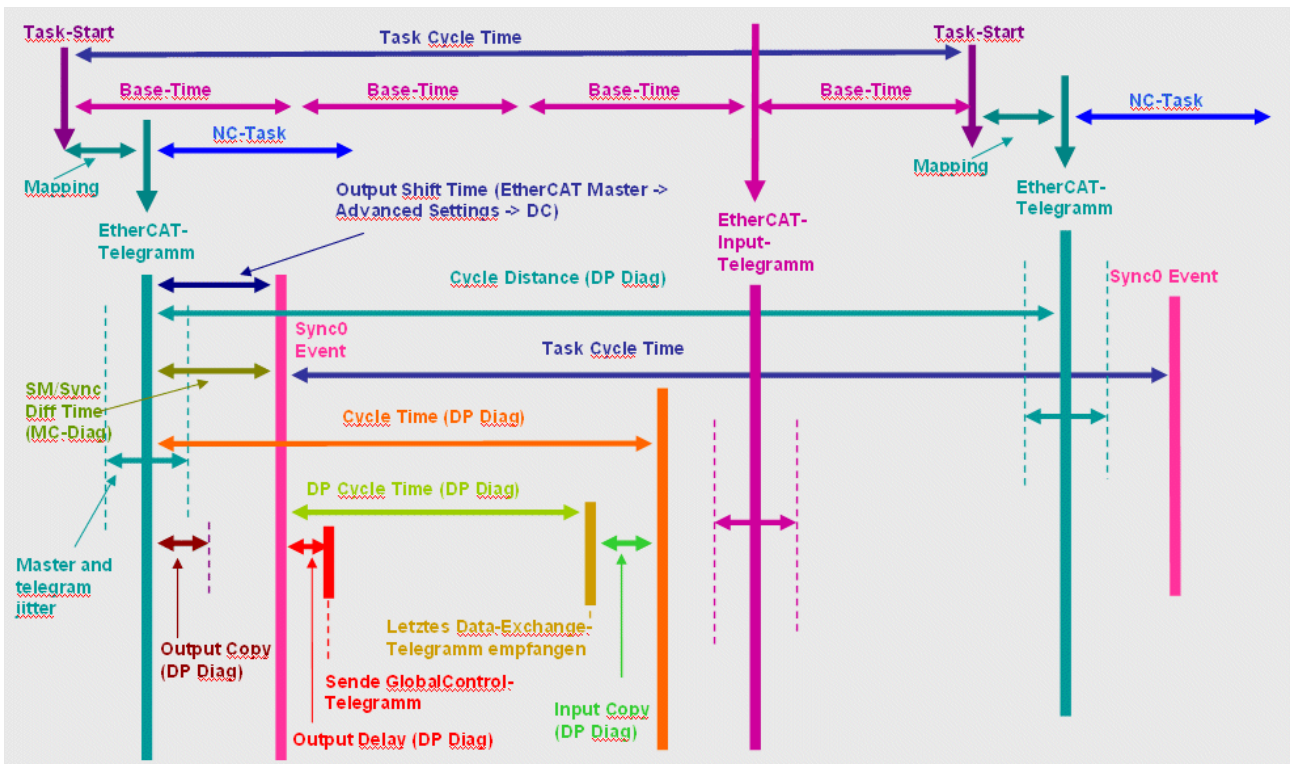 Task-Start
Task Cycle Time
Task-Start
Base-Time
Base-Time
Base-Time
Base-Time
NC-Task
NC-Task
Mapping
Mapping
Output Shift Time (EtherCAT Master ->
Advanced Settings -> DC)
EtherCAT-
Telegramm
EtherCAT-
Input-
Telegramm
EtherCAT-
Telegramm
Cycle Distance (DP Diag)
Sync0 Event
Sync0
Event
Task Cycle Time
SM/Sync
Diff Time
(MC-Diag)
Cycle Time (DP Diag)
DP Cycle Time (DP Diag)
Master and
telegram
jitter
Output Copy
(DP Diag)
Letztes Data-Exchange-
Telegramm empfangen
Sende GlobalControl-
Telegramm
Input Copy
(DP Diag)
Output Delay (DP Diag)